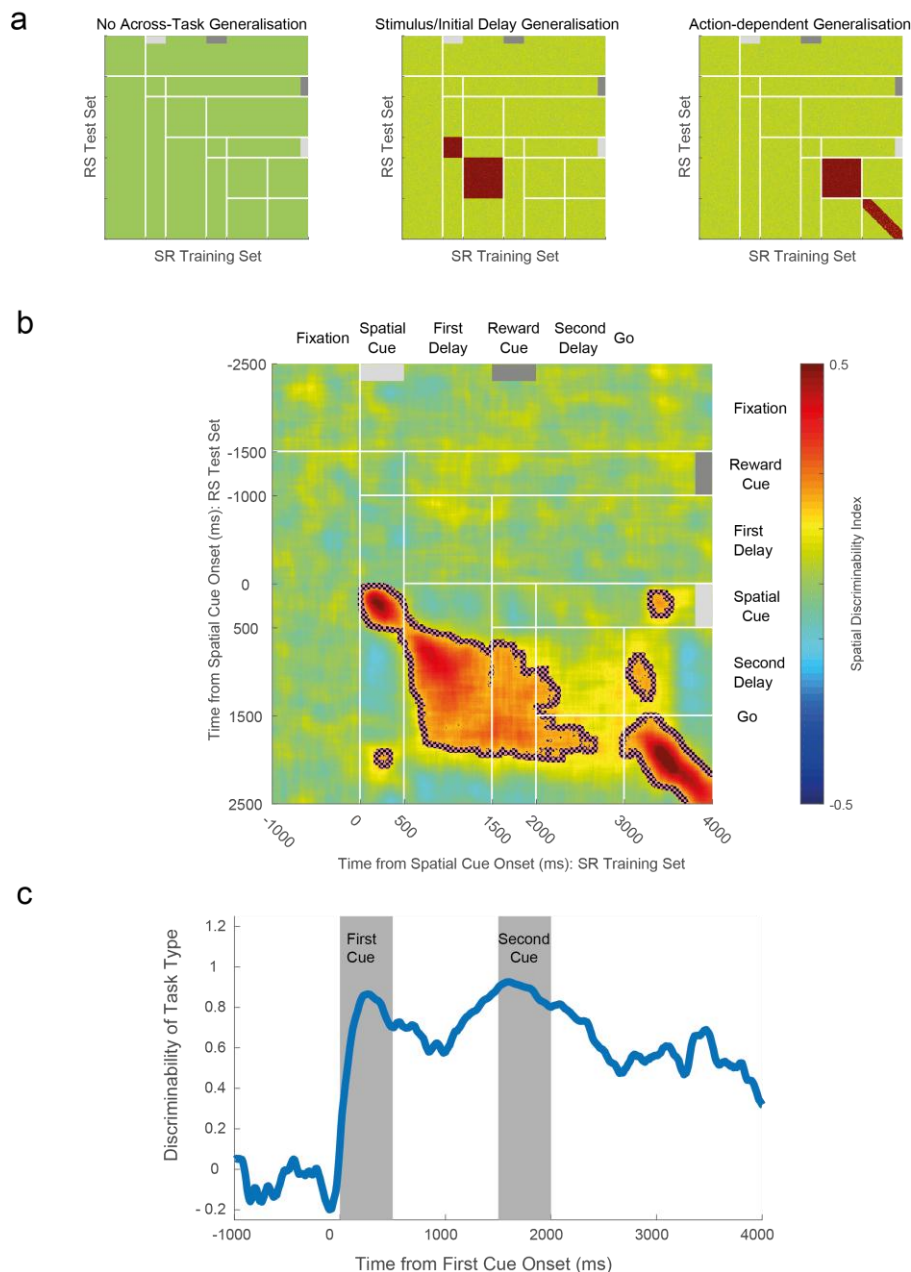 a
No Across-Task Generalisation
Stimulus/Initial Delay Generalisation
Action-dependent Generalisation
RS Test Set
RS Test Set
RS Test Set
SR Training Set
SR Training Set
SR Training Set
b
Fixation
Spatial
Cue
First
Delay
Reward
Cue
Second
Delay
Go
Time from Spatial Cue Onset (ms): RS Test Set
-2500
-1500
-1000
0
500
1500
2500
Fixation
Reward
Cue
First
Delay
Spatial
Cue
Second
Delay
Go
0.5
-0.5
Spatial Discriminability Index
-1000
0
500
1500
2000
3000
4000
Time from Spatial Cue Onset (ms): SR Training Set
c
Discriminability of Task Type
1.2
1
0.8
0.6
0.4
0.2
0
- 0.2
First
Cue
Second
Cue
-1000
0
1000
2000
3000
4000
Time from First Cue Onset (ms)